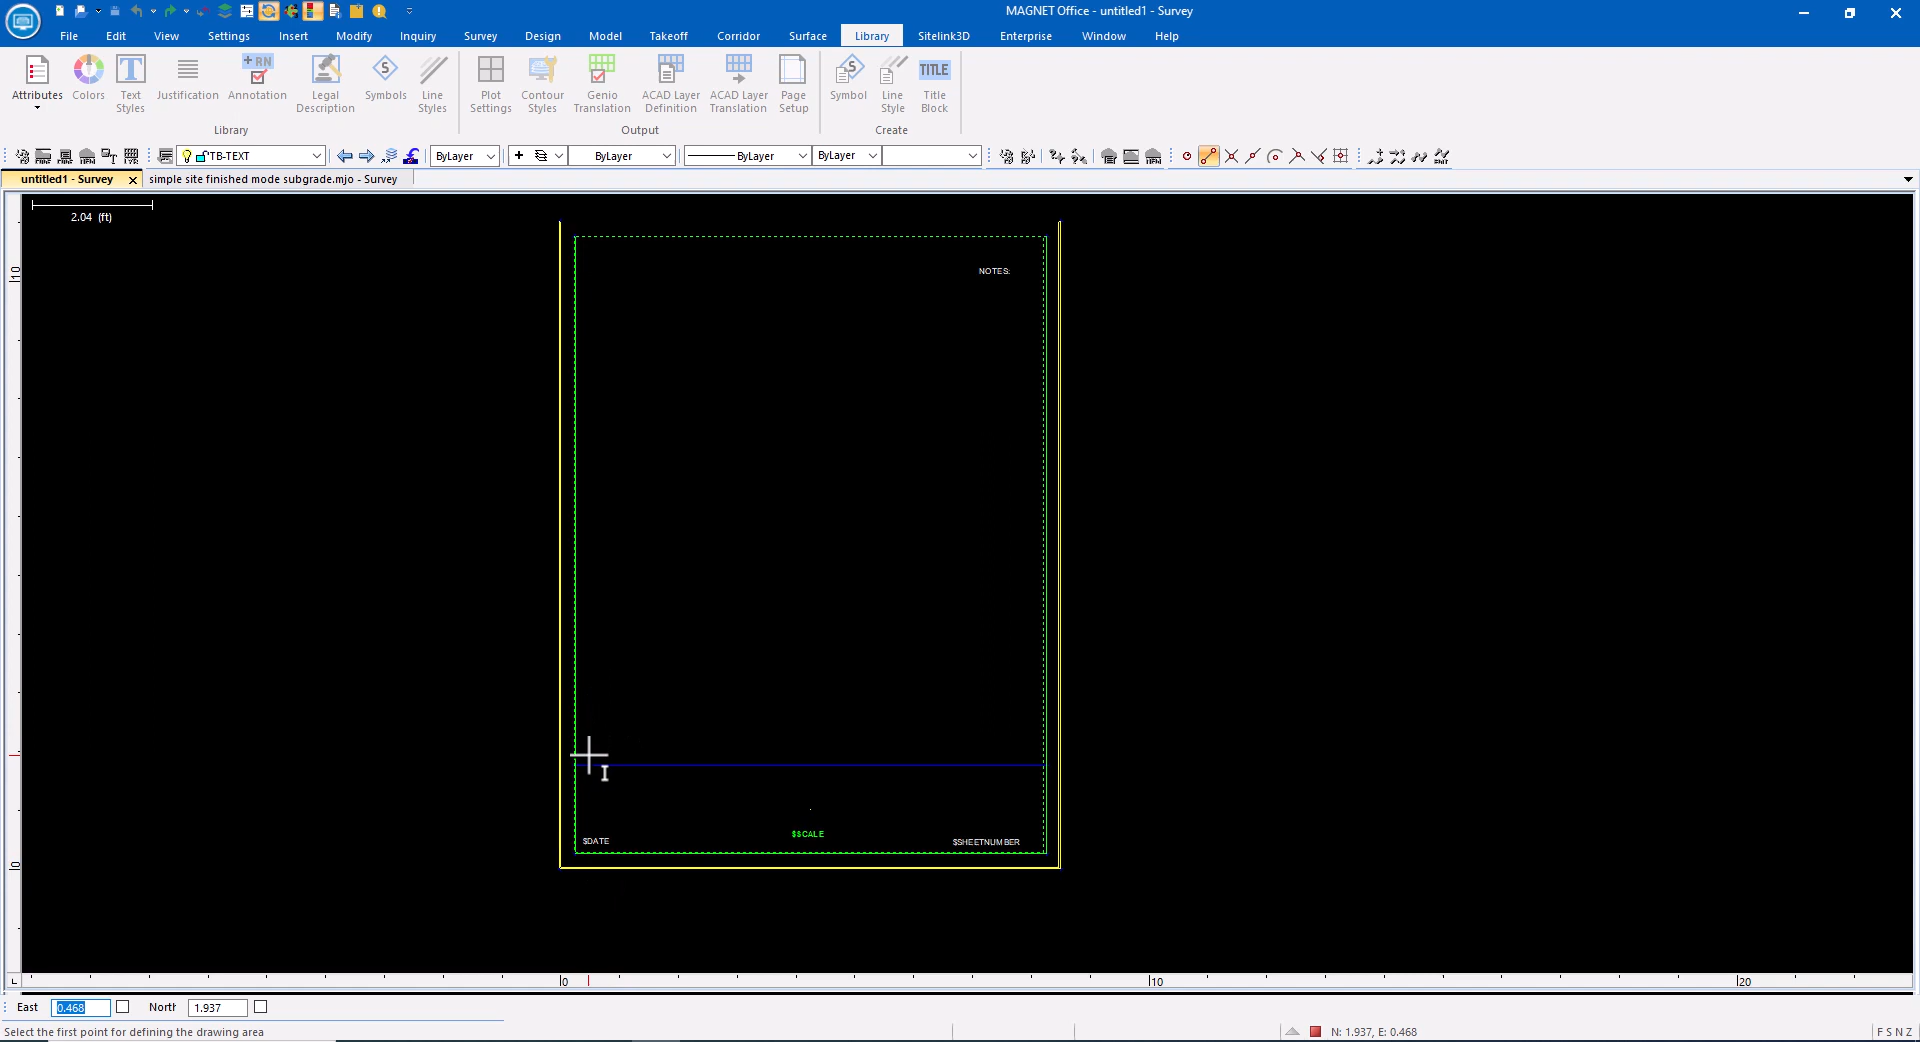 MAGNET Office - untitled1 - Survey
File Edit View Settings Insert Modify Inquiry Survey Design Model Takeoff Corridor Surface Library Sitelink3D Enterprise Window Help
+ RN TITLE
Attributes Colors Text Styles Justification Annotation Legal Description Symbols Line Styles Plot Settings Contour Styles Genio Translation ACAD Layer Definition ACAD Layer Translation Page Setup Symbol Line Style Title Block
Library Output Create
TB-TEXT ByLayer ByLayer ByLayer ByLayer
untitled1 - Survey simple site finished mode subgrade.mjo - Survey
2.04 (ft)
10
NOTES:
$SCALE
$DATE $SHEETNUMBER
0
0 10 20
East 0.468 North 1.937
Select the first point for defining the drawing area N: 1.937, E: 0.468 F S N Z